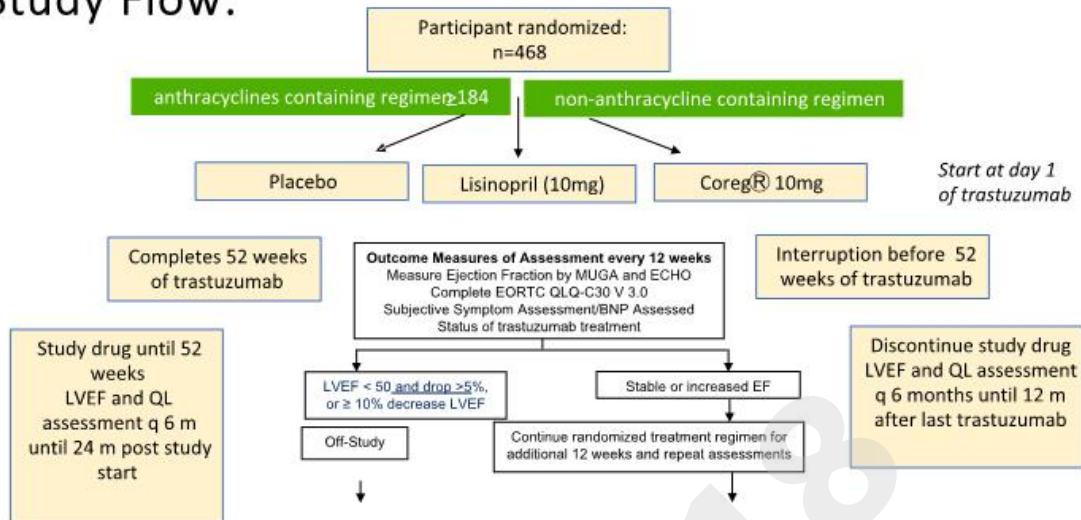 Study Flow:
Participant randomized:
n=468
anthracyclines containing regimen≥184
non-anthracycline containing regimen
Placebo
Lisinopril (10mg)
Coreg® 10mg
Start at day 1
of trastuzumab
Completes 52 weeks
of trastuzumab
Outcome Measures of Assessment every 12 weeks
Measure Ejection Fraction by MUGA and ECHO
Complete EORTC QLQ-C30 V 3.0
Subjective Symptom Assessment/BNP Assessed
Status of trastuzumab treatment
Interruption before 52
weeks of trastuzumab
Study drug until 52
weeks
LVEF and QL
assessment q 6 m
until 24 m post study
start
LVEF < 50 and drop >5%,
or ≥ 10% decrease LVEF
Stable or increased EF
Discontinue study drug
LVEF and QL assessment
q 6 months until 12 m
after last trastuzumab
Off-Study
Continue randomized treatment regimen for
additional 12 weeks and repeat assessments